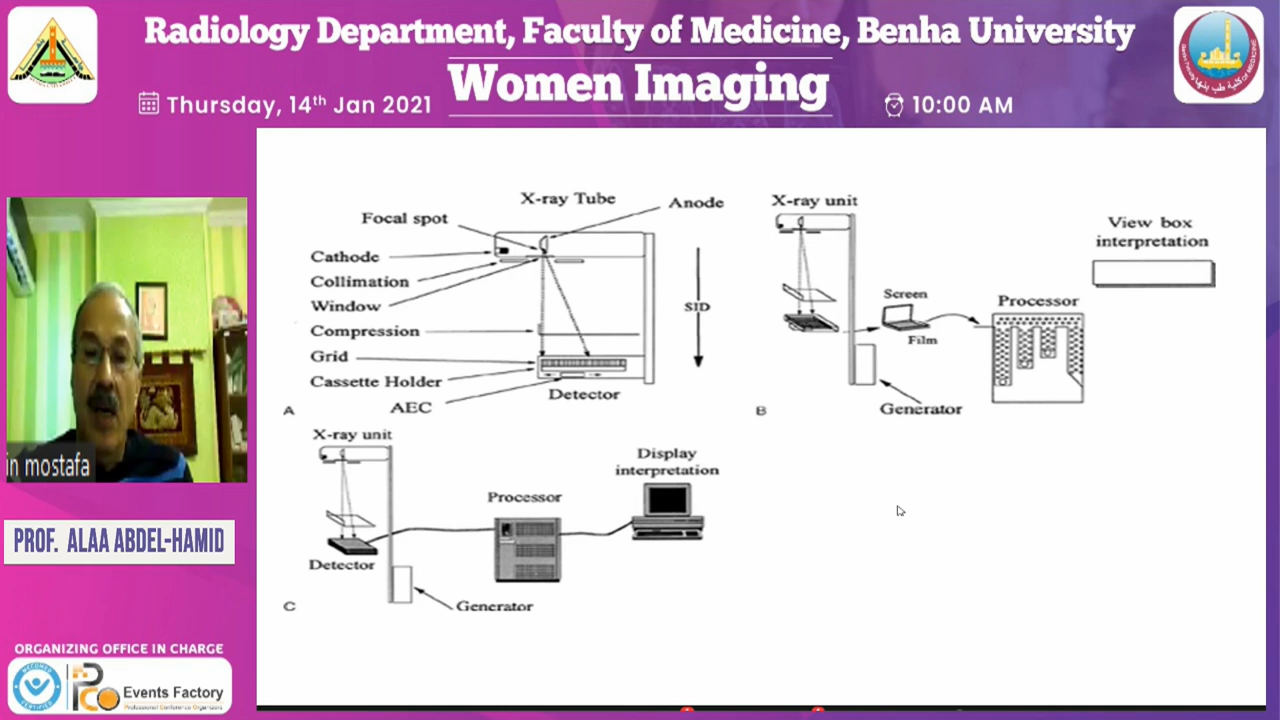 Radiology Department, Faculty of Medicine, Benha University
Women Imaging
Thursday, 14th Jan 2021
10:00 AM
X-ray Tube
Anode
Focal spot
Cathode
Collimation
Window
Compression
Grid
Cassette Holder
AEC
Detector
SID
A
X-ray unit
View box
interpretation
Screen
Processor
Film
Generator
B
X-ray unit
Display
interpretation
Processor
Detector
Generator
C
in mostafa
PROF. ALAA ABDEL-HAMID
ORGANIZING OFFICE IN CHARGE
PCO
Events Factory
Professional Conference Organizers